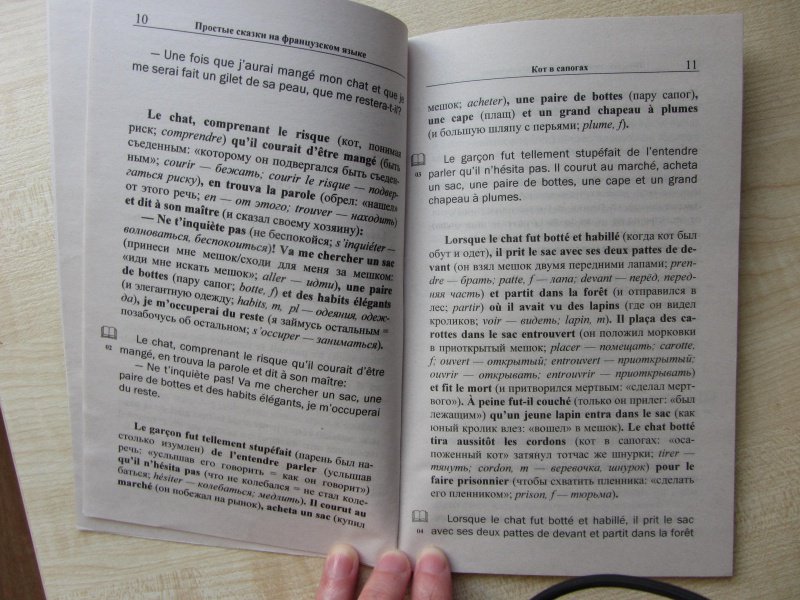 10
Простые сказки на французском языке
— Une fois que j'aurai mangé mon chat et que je
me serai fait un gilet de sa peau, que me restera-t-il?
Le chat, comprenant le risque (кот, понимая
риск; comprendre) qu'il courait d'être mangé (быть
съеденным: «которому он подвергался быть съеден-
ным»; courir — бежать; courir le risque — подвер-
гаться риску), en trouva la parole (обрел: «нашел»
от этого речь; en — от этого; trouver — находить)
et dit à son maître (и сказал своему хозяину):
— Ne t'inquiète pas (не беспокойся; s'inquiéter —
волноваться, беспокоиться)! Va me chercher un sac
(принеси мне мешок/сходи для меня за мешком:
«иди мне искать мешок»; aller — идти), une paire
de bottes (пару сапог; botte, f) et des habits élégants
(и элегантную одежду; habits, m, pl — одеяния, одеж-
да), je m'occuperai du reste (я займусь остальным =
позабочусь об остальном; s'occuper — заниматься).
Le chat, comprenant le risque qu'il courait d'être
02
mangé, en trouva la parole et dit à son maître:
— Ne t'inquiète pas! Va me chercher un sac, une
paire de bottes et des habits élégants, je m'occuperai
du reste.
Le garçon fut tellement stupéfait (парень был на-
столько изумлен) de l'entendre parler (услышав
речь: «услышав его говорить = как он говорит»)
qu'il n'hésita pas (что не колебался = не стал коле-
баться; hésiter — колебаться; медлить). Il courut au
marché (он побежал на рынок), acheta un sac (купил
Кот в сапогах
11
мешок; acheter), une paire de bottes (пару сапог),
une cape (плащ) et un grand chapeau à plumes
(и большую шляпу с перьями; plume, f).
Le garçon fut tellement stupéfait de l'entendre
03
parler qu'il n'hésita pas. Il courut au marché, acheta
un sac, une paire de bottes, une cape et un grand
chapeau à plumes.
Lorsque le chat fut botté et habillé (когда кот был
обут и одет), il prit le sac avec ses deux pattes de de-
vant (он взял мешок двумя передними лапами; pren-
dre — брать; patte, f — лапа; devant — перёд, перед-
няя часть) et partit dans la forêt (и отправился в
лес; partir) où il avait vu des lapins (где он видел
кроликов; voir — видеть; lapin, m). Il plaça des ca-
rottes dans le sac entrouvert (он положил морковки
в приоткрытый мешок; placer — помещать; carotte,
f; ouvert — открытый; entrouvert — приоткрытый;
ouvrir — открывать; entrouvrir — приоткрывать)
et fit le mort (и притворился мертвым: «сделал мерт-
вого»). À peine fut-il couché (только он прилег: «был
лежащим») qu'un jeune lapin entra dans le sac (как
юный кролик влез: «вошел» в мешок). Le chat botté
tira aussitôt les cordons (кот в сапогах: «оса-
поженный кот» затянул тотчас же шнурки; tirer —
тянуть; cordon, m — веревочка, шнурок) pour le
faire prisonnier (чтобы схватить пленника: «сделать
его пленником»; prison, f — тюрьма).
Lorsque le chat fut botté et habillé, il prit le sac
04
avec ses deux pattes de devant et partit dans la forêt